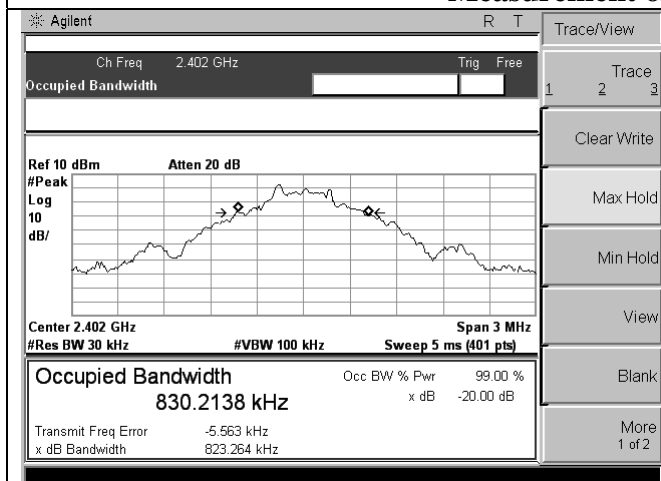 Agilent R T
Trace/View
Ch Freq 2.402 GHz Trig Free
Occupied Bandwidth
Trace
1 2 3
Clear Write
Ref 10 dBm Atten 20 dB
#Peak
Log
10
dB/
Max Hold
Min Hold
Center 2.402 GHz Span 3 MHz
#Res BW 30 kHz #VBW 100 kHz Sweep 5 ms (401 pts)
View
Occupied Bandwidth Occ BW % Pwr 99.00 %
830.2138 kHz x dB -20.00 dB
Blank
Transmit Freq Error -5.563 kHz
x dB Bandwidth 823.264 kHz
More
1 of 2